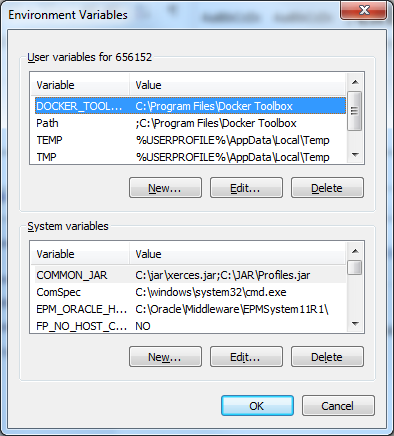 Environment Variables
User variables for 656152
Variable Value
DOCKER_TOOL... C:\Program Files\Docker Toolbox
Path ;C:\Program Files\Docker Toolbox
TEMP %USERPROFILE%\AppData\Local\Temp
TMP %USERPROFILE%\AppData\Local\Temp
New... Edit... Delete
System variables
Variable Value
COMMON_JAR C:\jar\xerces.jar;C:\JAR\Profiles.jar
ComSpec C:\windows\system32\cmd.exe
EPM_ORACLE_H... C:\Oracle\Middleware\EPMSystem11R1\
FP_NO_HOST_C... NO
New... Edit... Delete
OK Cancel